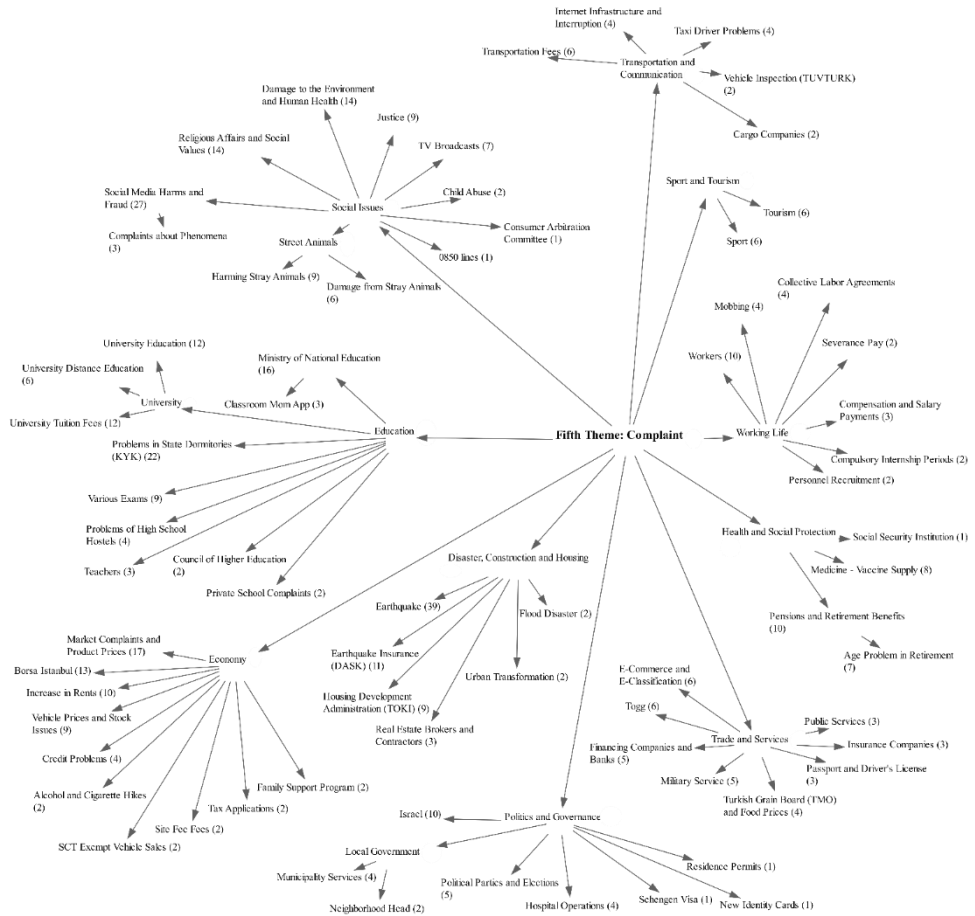 Internet Infrastructure and
Interruption (4)
Taxi Driver Problems (4)
Transportation Fees (6)
Transportation and
Communication
Vehicle Inspection (TUVTURK)
(2)
Cargo Companies (2)
Damage to the Environment
and Human Health (14)
Justice (9)
Religious Affairs and Social
Values (14)
TV Broadcasts (7)
Social Media Harms and
Fraud (27)
Child Abuse (2)
Social Issues
Complaints about Phenomena
(3)
Street Animals
Consumer Arbitration
Committee (1)
0850 lines (1)
Harming Stray Animals (9)
Damage from Stray Animals
(6)
Sport and Tourism
Tourism (6)
Sport (6)
Collective Labor Agreements
(4)
Mobbing (4)
Severance Pay (2)
Workers (10)
Compensation and Salary
Payments (3)
Working Life
Compulsory Internship Periods (2)
Personnel Recruitment (2)
University Education (12)
Ministry of National Education
(16)
University Distance Education
(6)
Classroom Mom App (3)
University
University Tuition Fees (12)
Education
Fifth Theme: Complaint
Problems in State Dormitories
(KYK) (22)
Various Exams (9)
Problems of High School
Hostels (4)
Teachers (3)
Council of Higher Education
(2)
Private School Complaints (2)
Health and Social Protection
Social Security Institution (1)
Medicine - Vaccine Supply (8)
Pensions and Retirement Benefits
(10)
Age Problem in Retirement
(7)
Disaster, Construction and Housing
Earthquake (39)
Flood Disaster (2)
Earthquake Insurance
(DASK) (11)
Urban Transformation (2)
Housing Development
Administration (TOKI) (9)
Real Estate Brokers and
Contractors (3)
Market Complaints and
Product Prices (17)
Economy
Borsa Istanbul (13)
Increase in Rents (10)
Vehicle Prices and Stock
Issues (9)
Credit Problems (4)
Alcohol and Cigarette Hikes
(2)
Family Support Program (2)
Tax Applications (2)
Site Fee Fees (2)
SCT Exempt Vehicle Sales (2)
E-Commerce and
E-Classification (6)
Togg (6)
Public Services (3)
Trade and Services
Financing Companies and
Banks (5)
Insurance Companies (3)
Military Service (5)
Passport and Driver's License
(3)
Turkish Grain Board (TMO)
and Food Prices (4)
Israel (10)
Politics and Governance
Local Government
Municipality Services (4)
Neighborhood Head (2)
Political Parties and Elections
(5)
Hospital Operations (4)
Residence Permits (1)
Schengen Visa (1)
New Identity Cards (1)